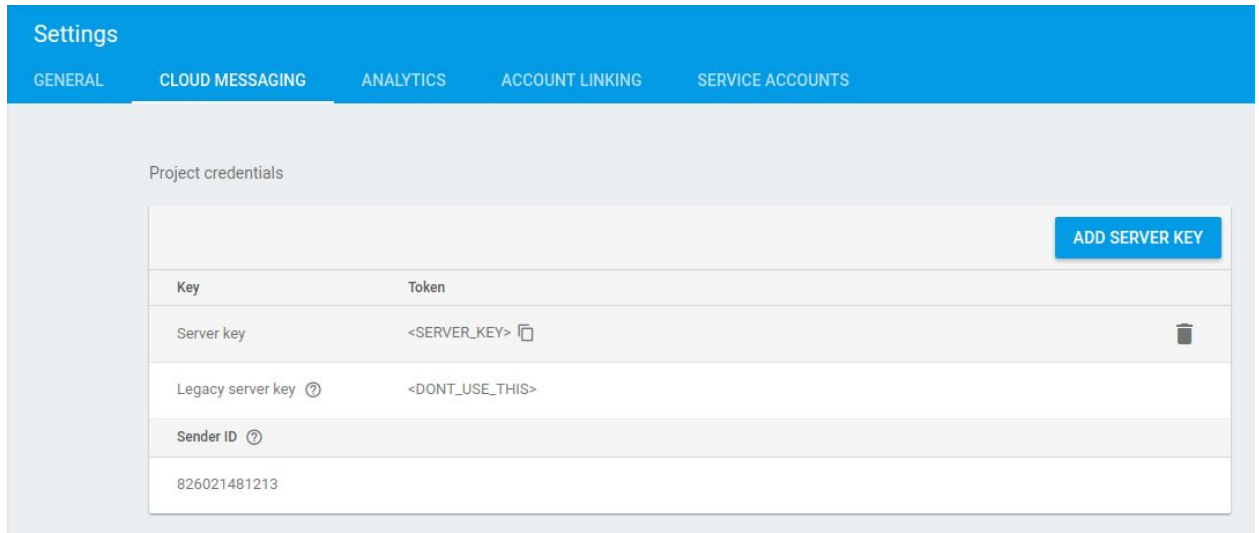 Settings
GENERAL CLOUD MESSAGING ANALYTICS ACCOUNT LINKING SERVICE ACCOUNTS
Project credentials
ADD SERVER KEY
Key Token
Server key <SERVER_KEY>
Legacy server key <DONT_USE_THIS>
Sender ID
826021481213